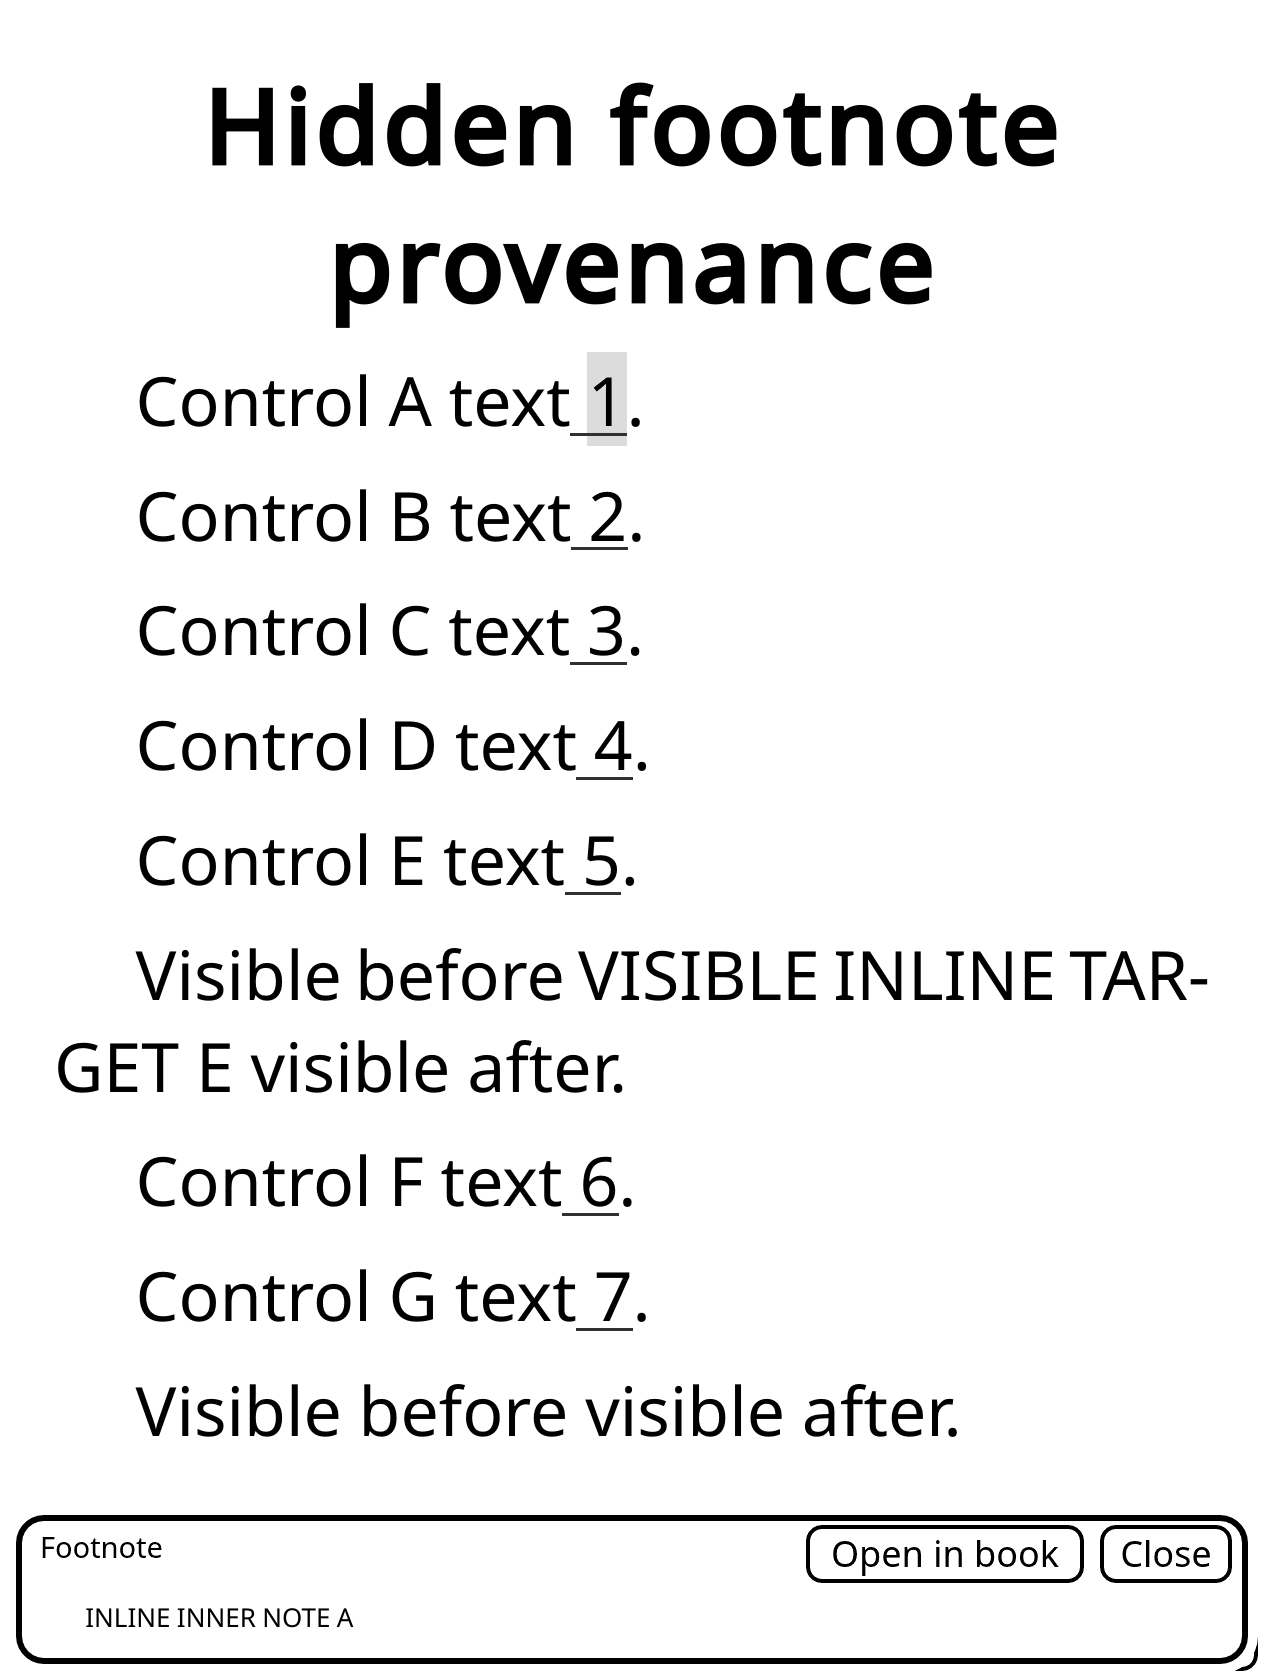 Hidden footnote
provenance
Control A text 1.
Control B text 2.
Control C text 3.
Control D text 4.
Control E text 5.
Visible before VISIBLE INLINE TAR-
GET E visible after.
Control F text 6.
Control G text 7.
Visible before visible after.
Footnote Open in book Close
INLINE INNER NOTE A